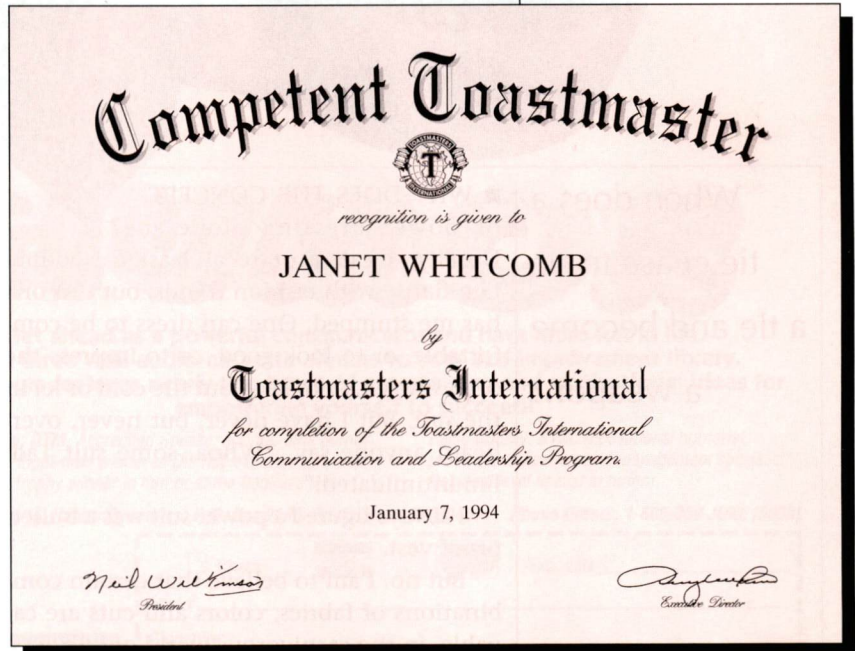 Competent Toastmaster
TOASTMASTERS
T
INTERNATIONAL
recognition is given to
JANET WHITCOMB
by
Toastmasters International
for completion of the Toastmasters International
Communication and Leadership Program
January 7, 1994
Neil Wilkinson
President
Executive Director